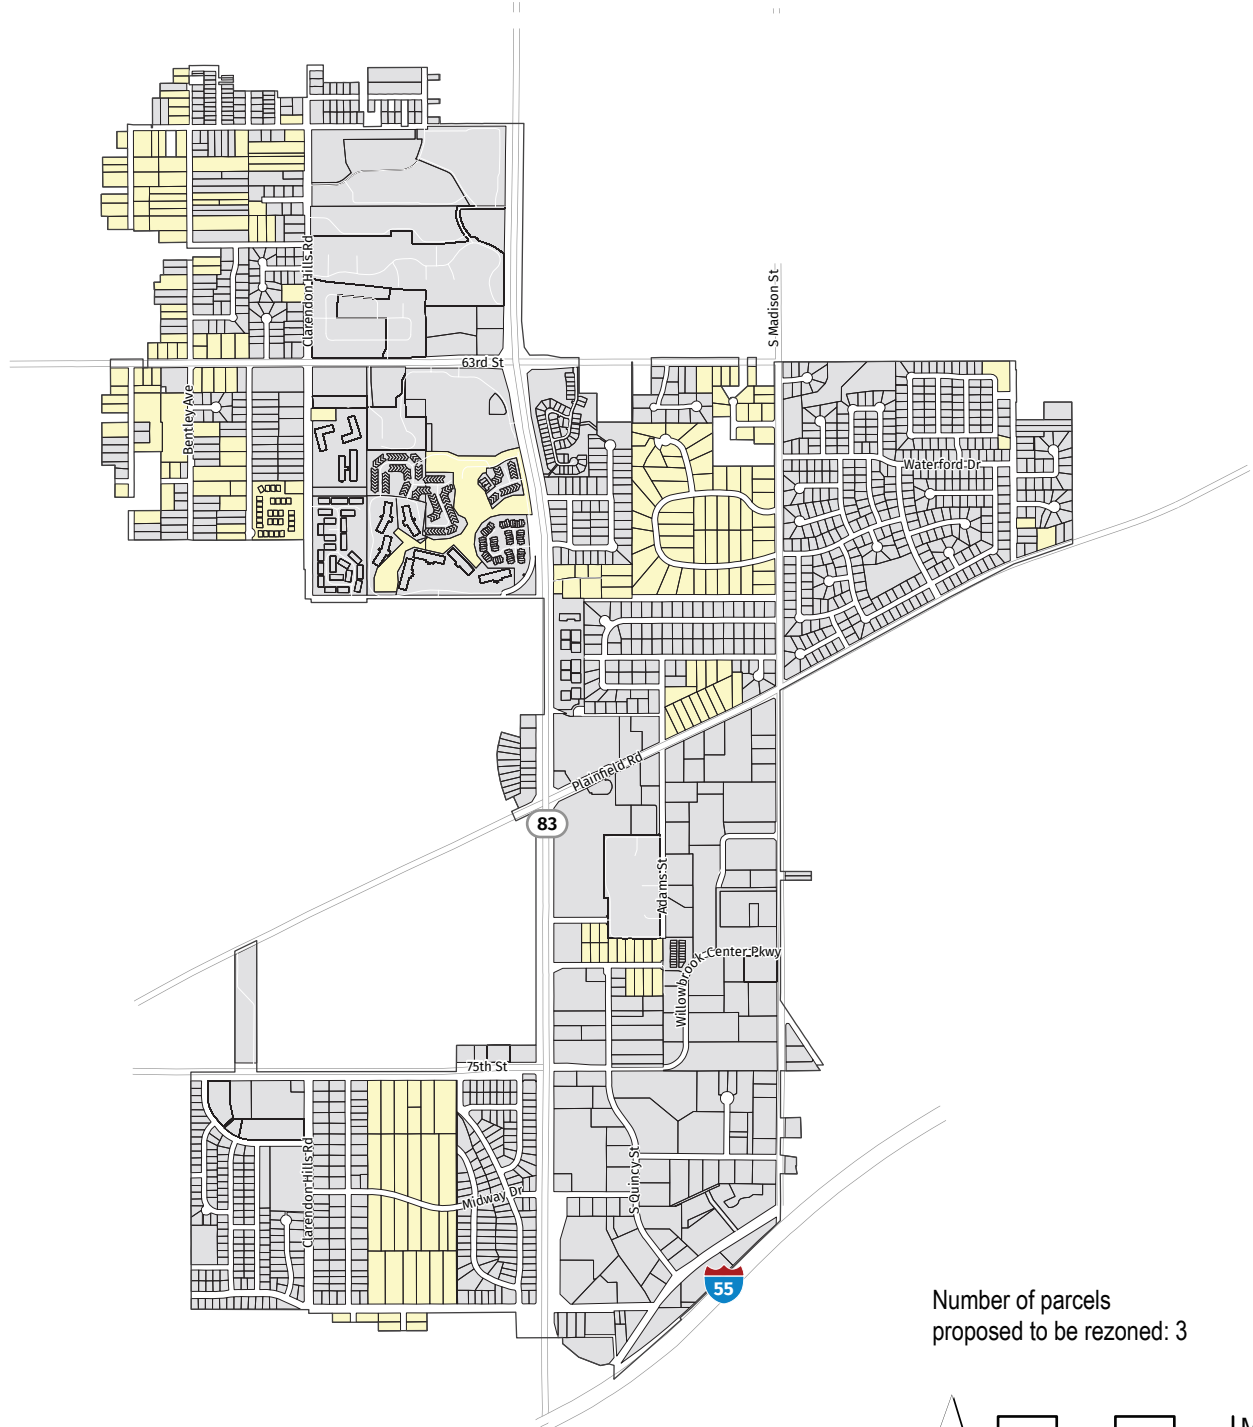 S Madison St
Clarendon Hills Rd
63rd St
Bentley Ave
Waterford Dr
Plainfield Rd
83
Adams St
Willowbrook Center Pkwy
75th St
Clarendon Hills Rd
Midway Dr
S Quincy St
55
Number of parcels
proposed to be rezoned: 3